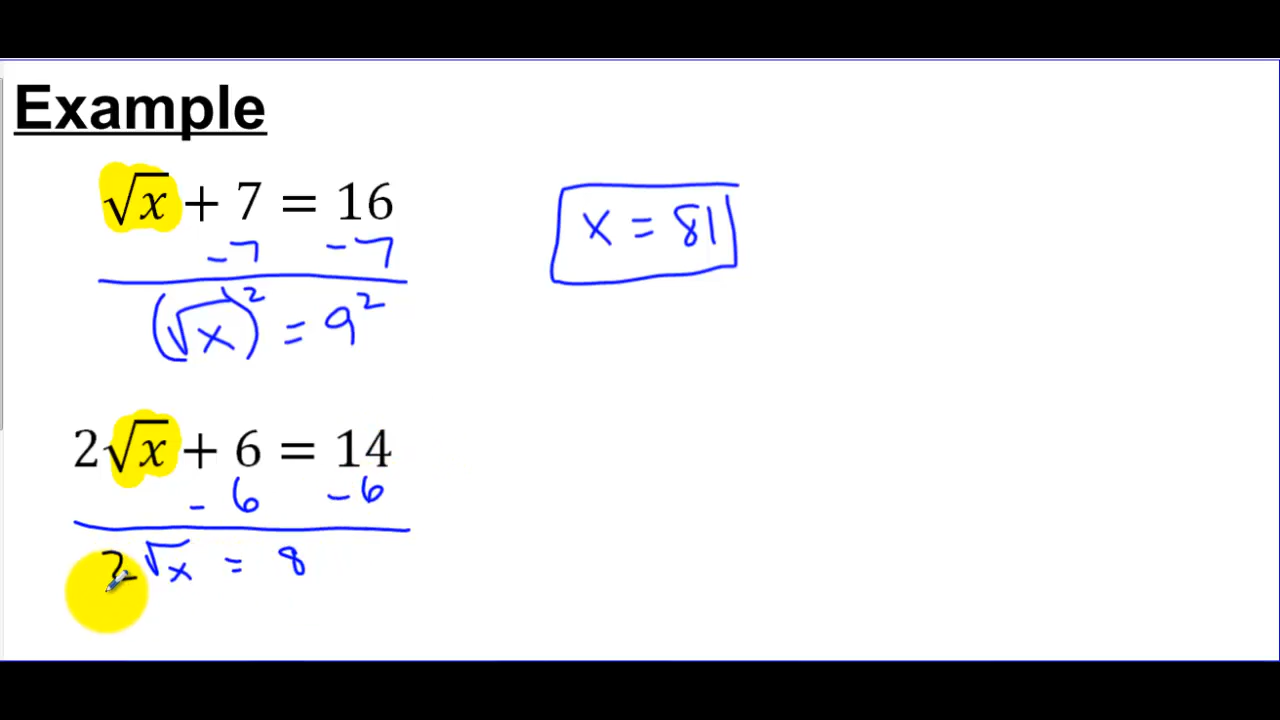 Example
√x + 7 = 16
-7 -7
(√x)² = 9²
x = 81
2√x + 6 = 14
- 6 -6
2√x = 8